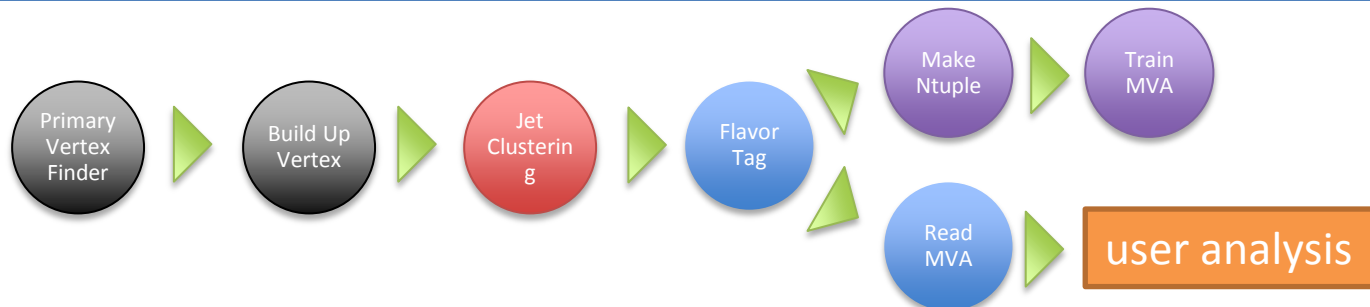 Primary
Vertex
Finder
Build Up
Vertex
Jet
Clusterin
g
Flavor
Tag
Make
Ntuple
Train
MVA
Read
MVA
user analysis